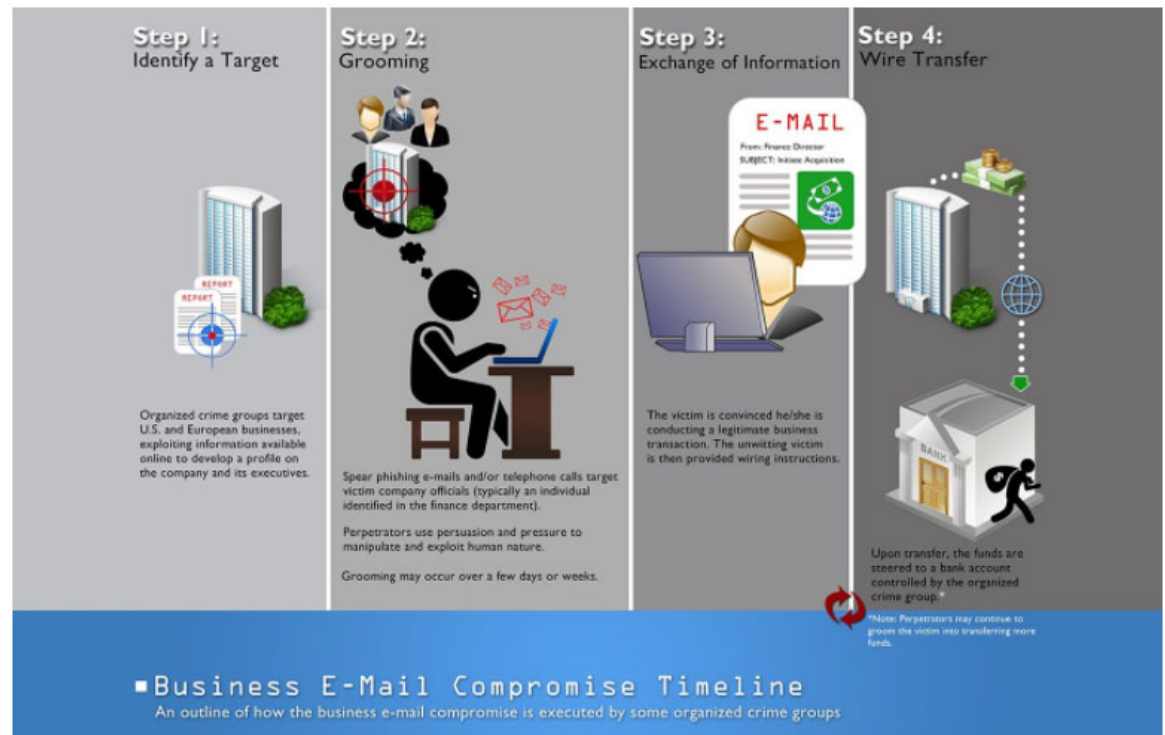 Step 1:
Identify a Target
REPORT
REPORT
Organized crime groups target
U.S. and European businesses,
exploiting information available
online to develop a profile on
the company and its executives.
Step 2:
Grooming
Spear phishing e-mails and/or telephone calls target
victim company officials (typically an individual
identified in the finance department).
Perpetrators use persuasion and pressure to
manipulate and exploit human nature.
Grooming may occur over a few days or weeks.
Step 3:
Exchange of Information
E-MAIL
From: Finance Director
SUBJECT: Initiate Acquisition
The victim is convinced he/she is
conducting a legitimate business
transaction. The unwitting victim
is then provided wiring instructions.
Step 4:
Wire Transfer
BANK
Upon transfer, the funds are
steered to a bank account
controlled by the organized
crime group.*
*Note: Perpetrators may continue to
groom the victim into transferring more
funds.
Business E-Mail Compromise Timeline
An outline of how the business e-mail compromise is executed by some organized crime groups